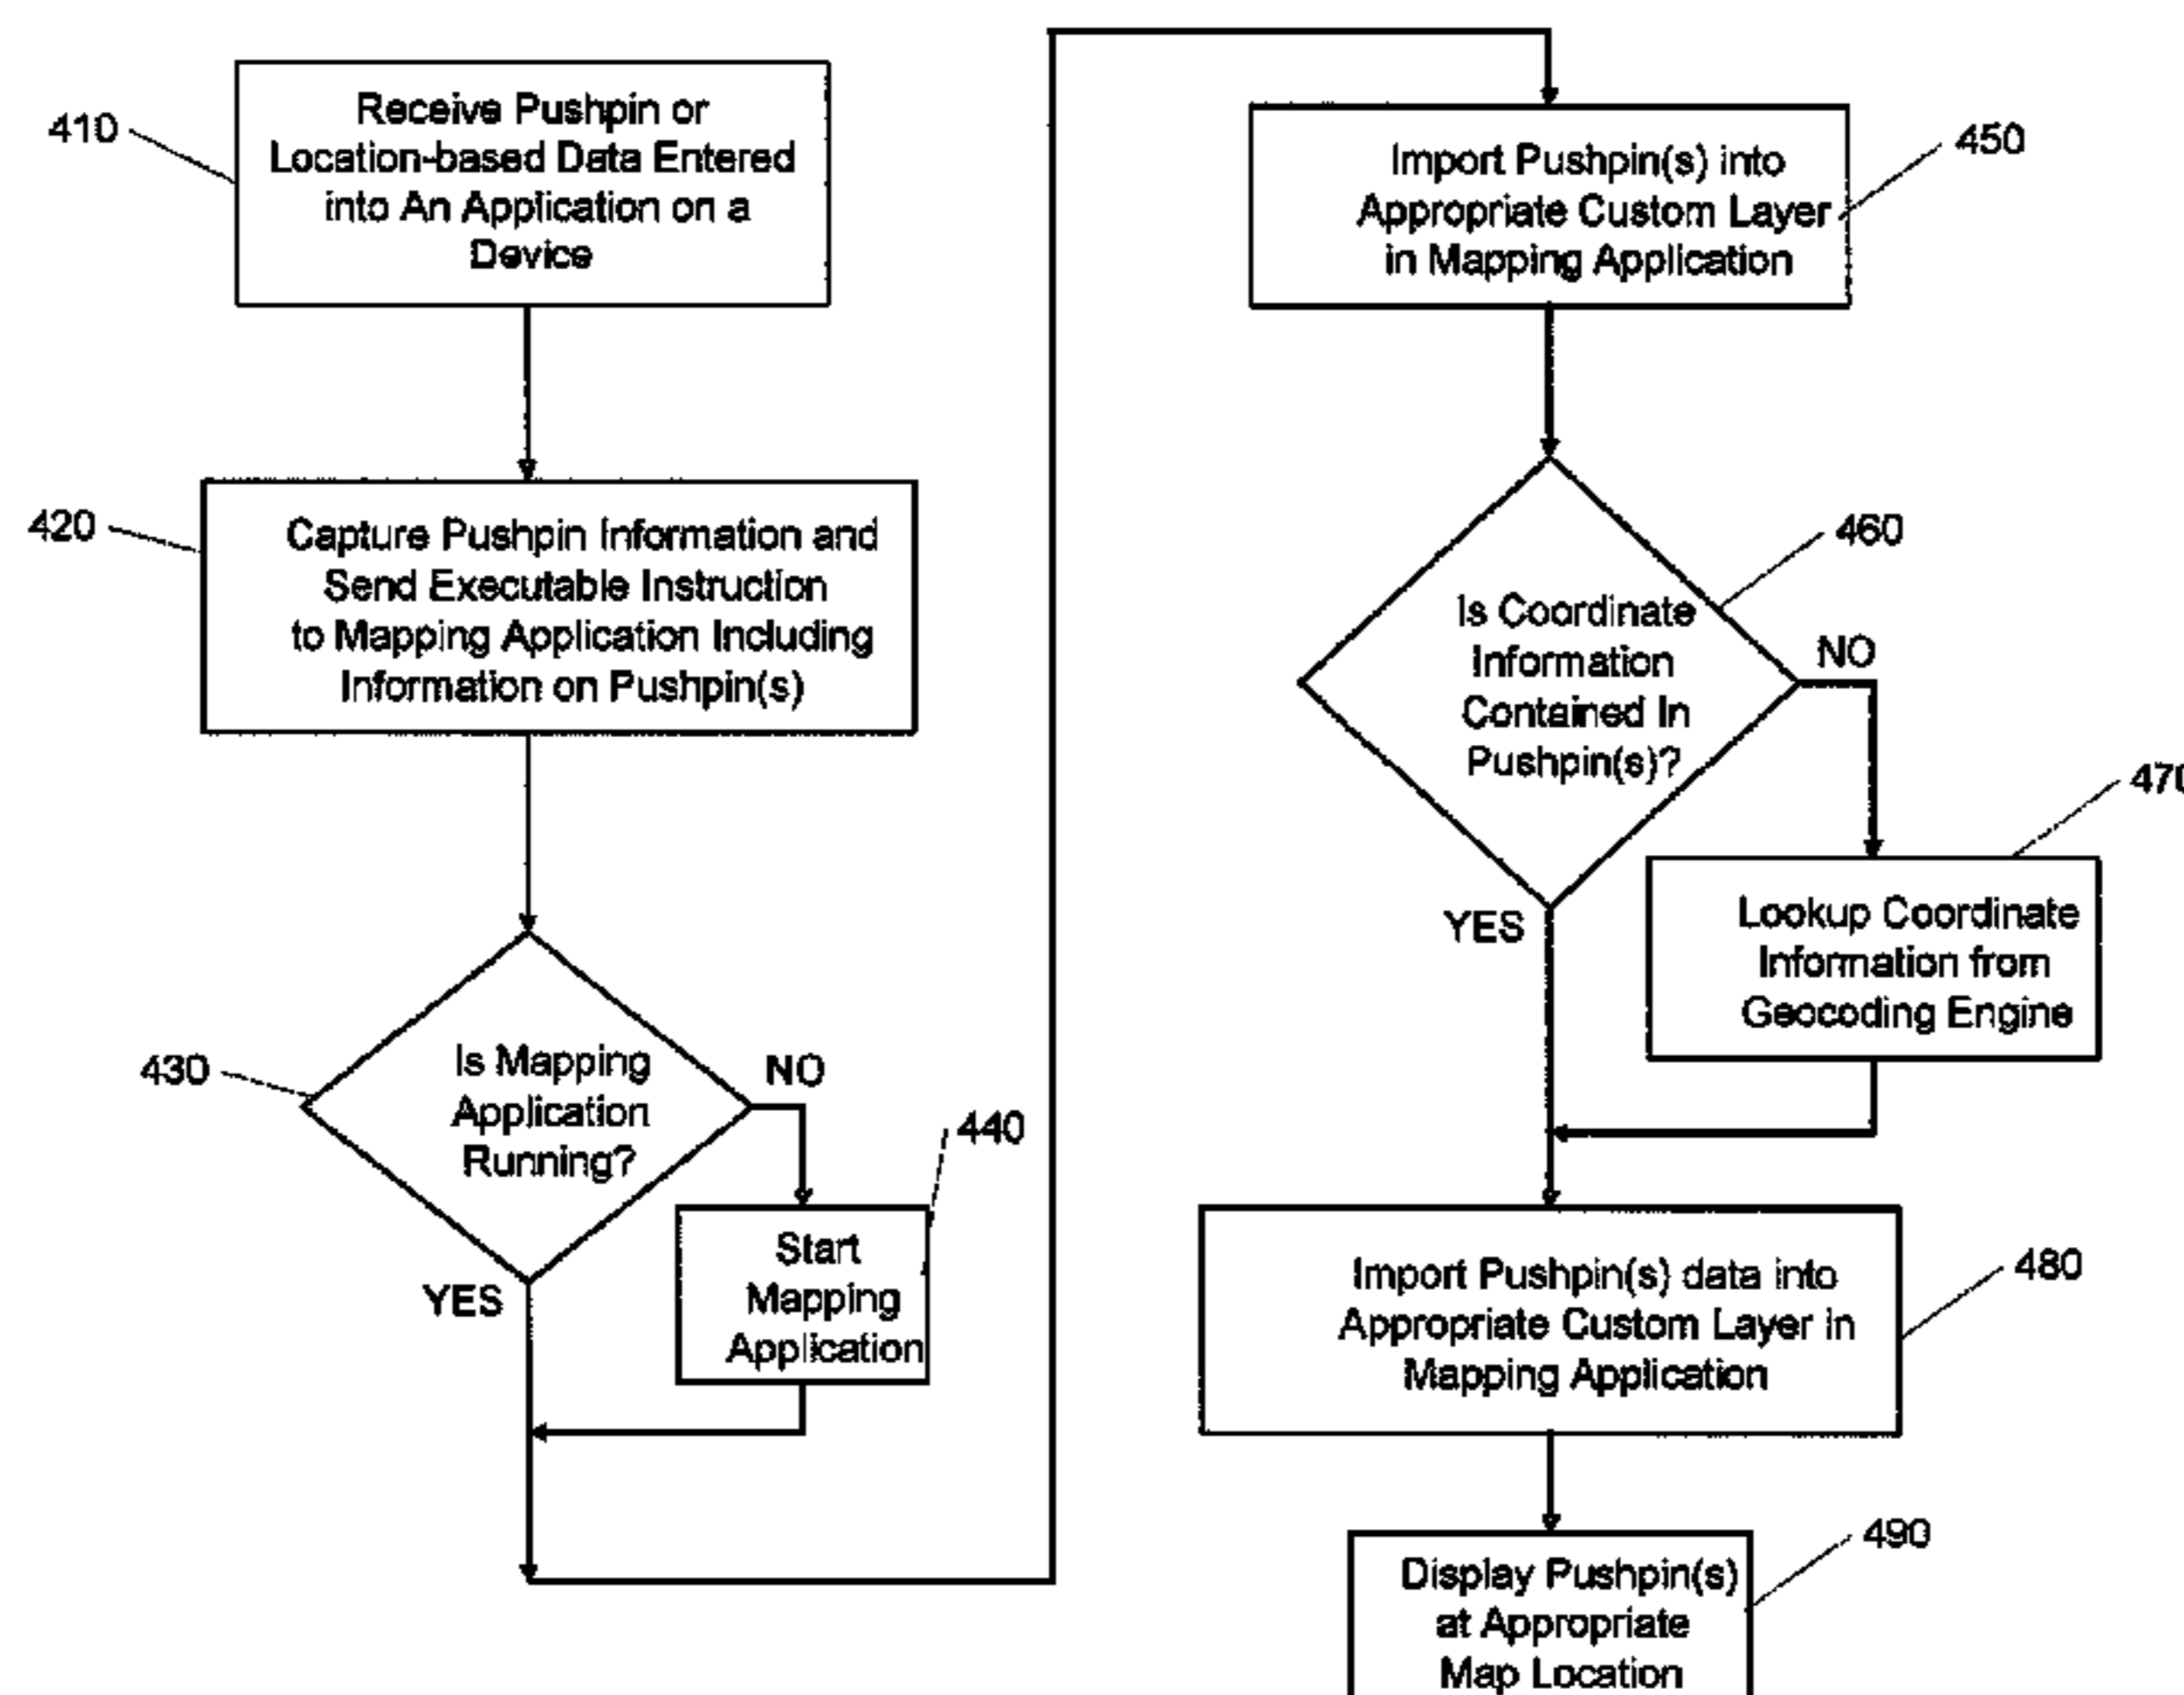 410
Receive Pushpin or
Location-based Data Entered
into An Application on a
Device
420
Capture Pushpin Information and
Send Executable Instruction
to Mapping Application Including
Information on Pushpin(s)
430
Is Mapping
Application
Running?
NO
YES
440
Start
Mapping
Application
450
Import Pushpin(s) into
Appropriate Custom Layer
in Mapping Application
460
Is Coordinate
Information
Contained In
Pushpin(s)?
NO
YES
470
Lookup Coordinate
Information from
Geocoding Engine
480
Import Pushpin(s) data into
Appropriate Custom Layer in
Mapping Application
490
Display Pushpin(s)
at Appropriate
Map Location